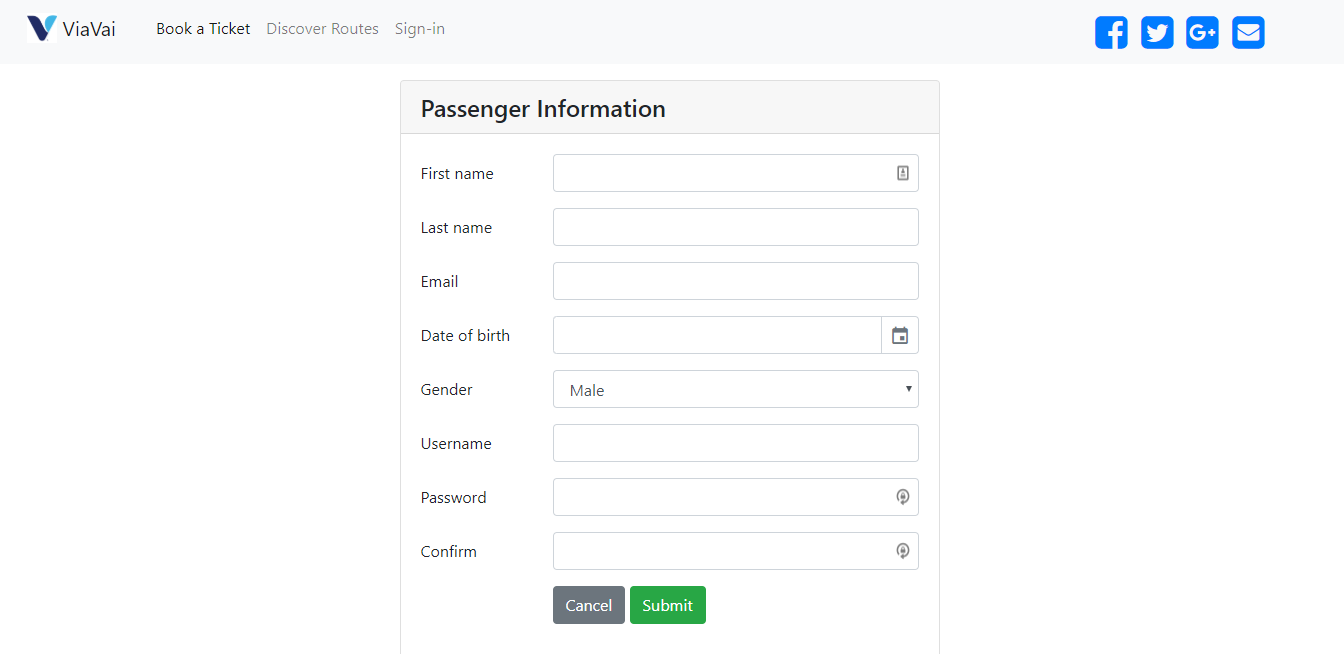 ViaVai Book a Ticket Discover Routes Sign-in
Passenger Information
First name
Last name
Email
Date of birth
Gender Male
Username
Password
Confirm
Cancel Submit